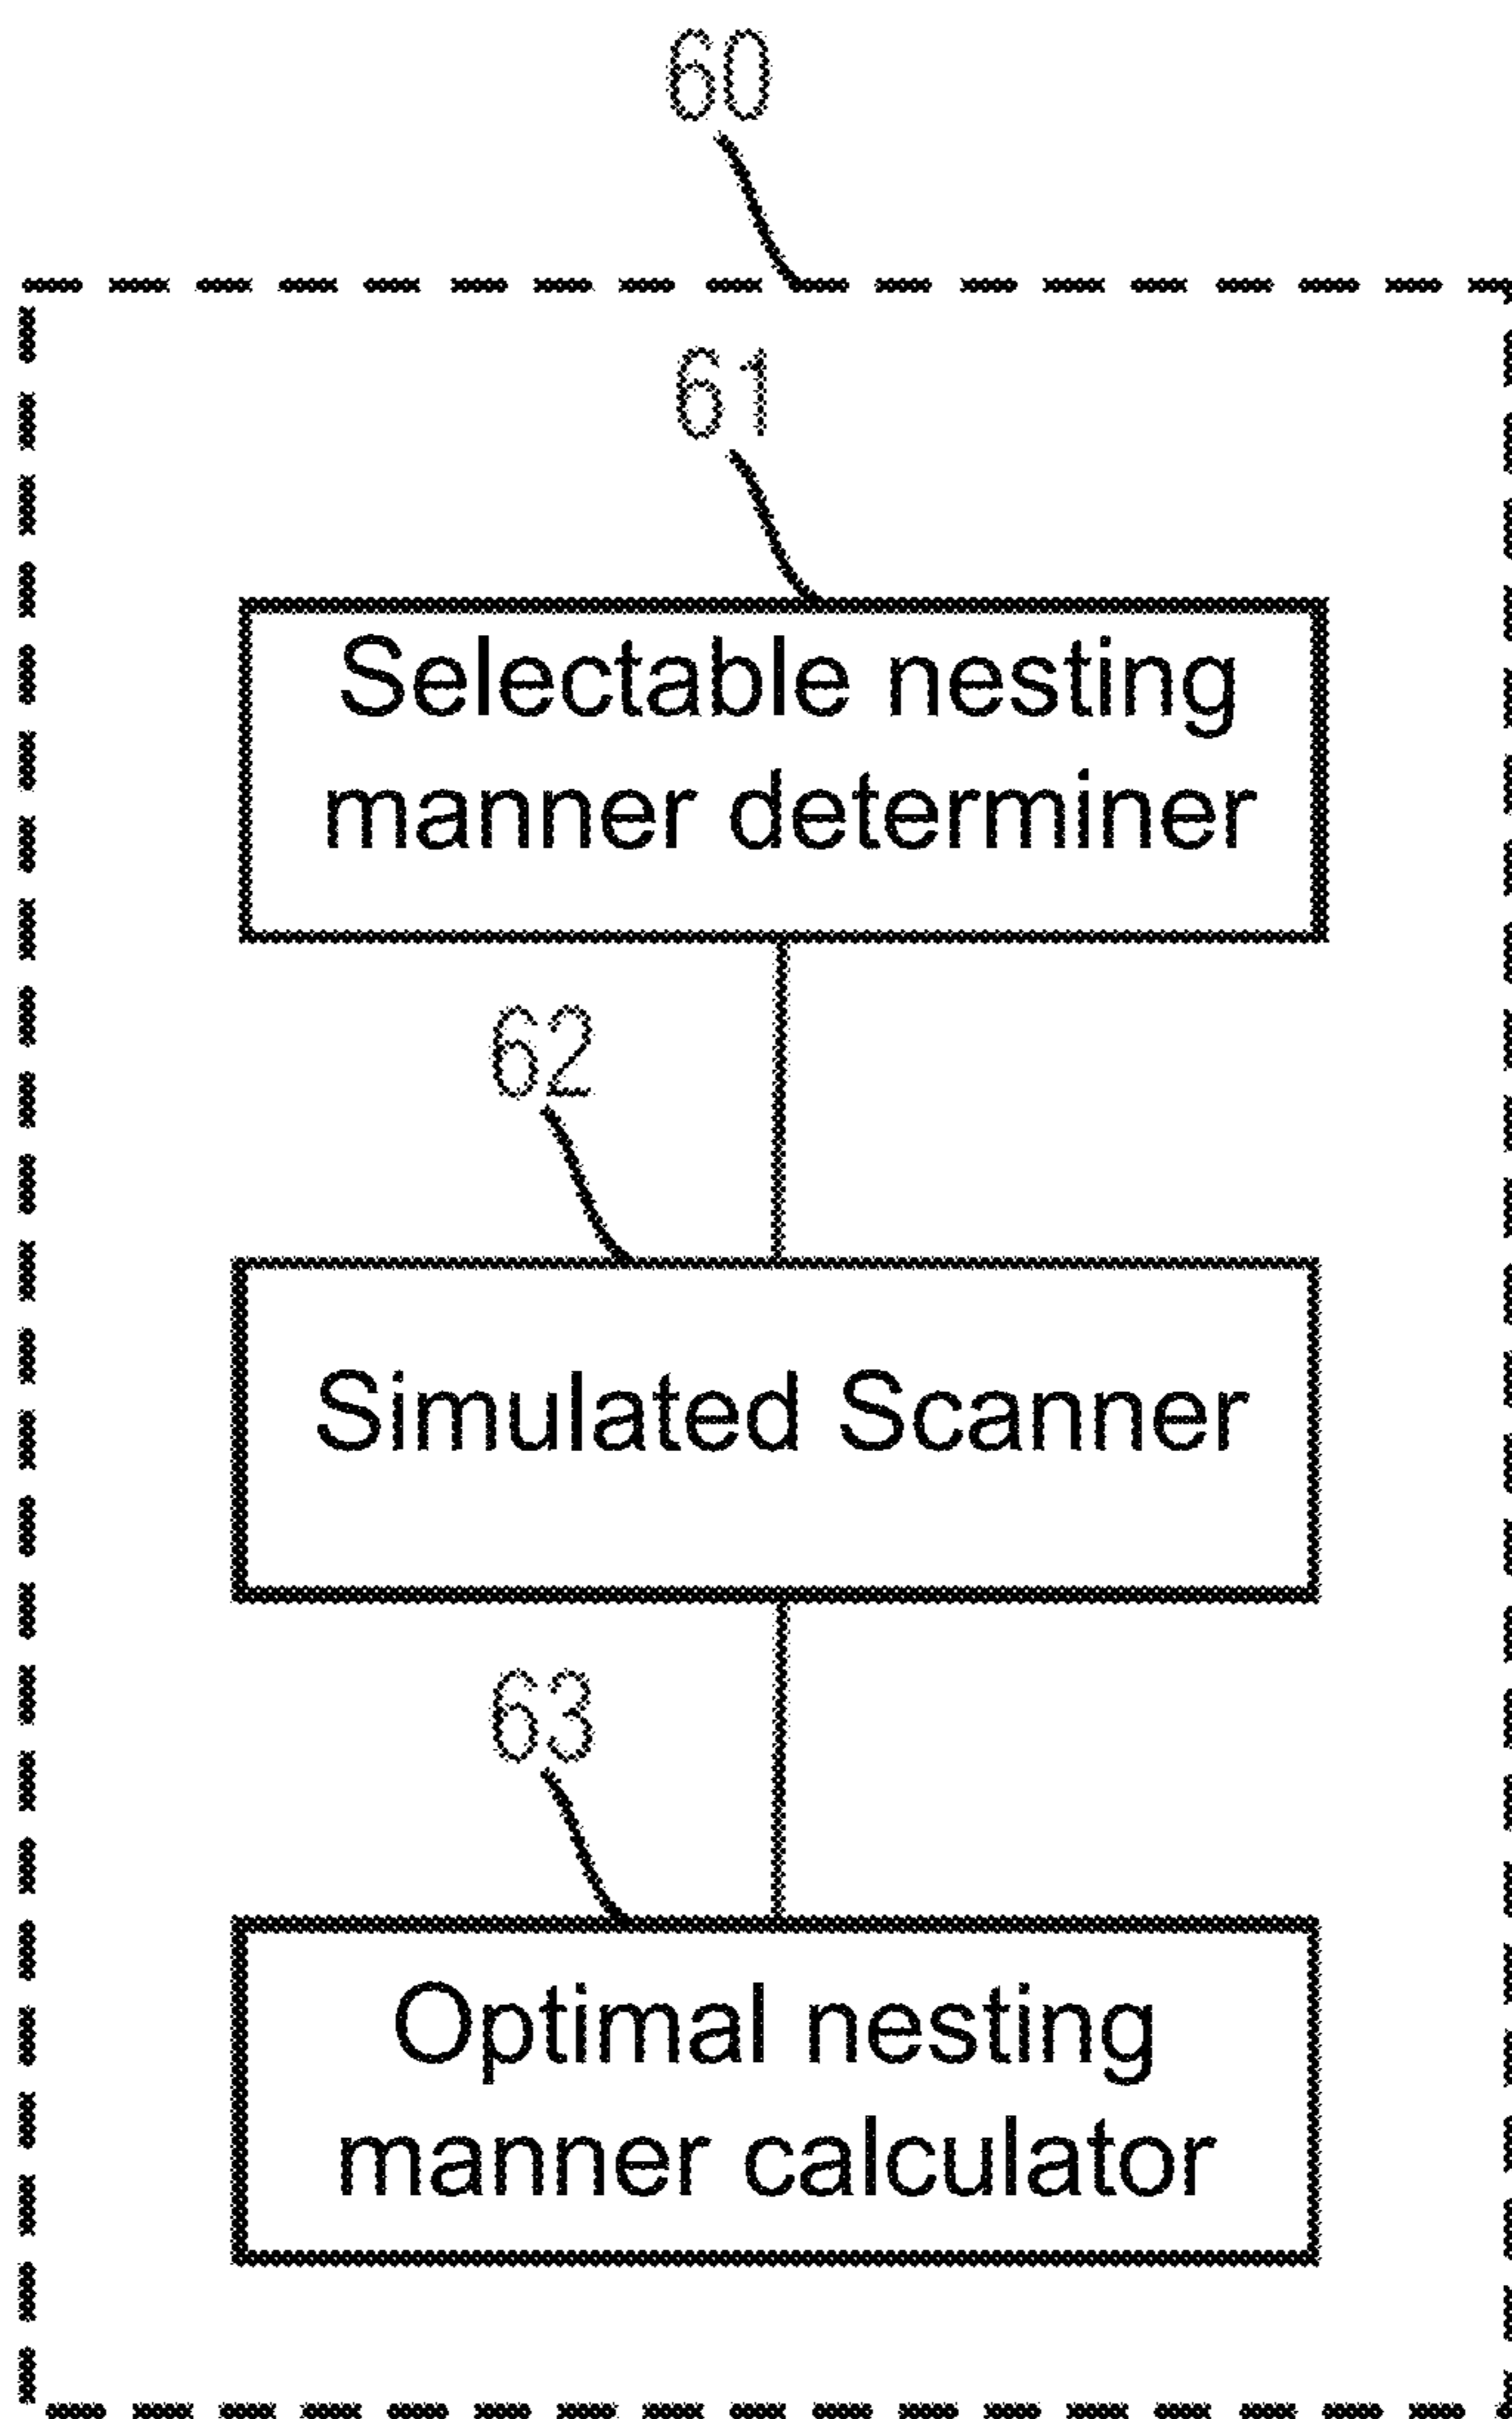 60
61
Selectable nesting
manner determiner
62
Simulated Scanner
63
Optimal nesting
manner calculator